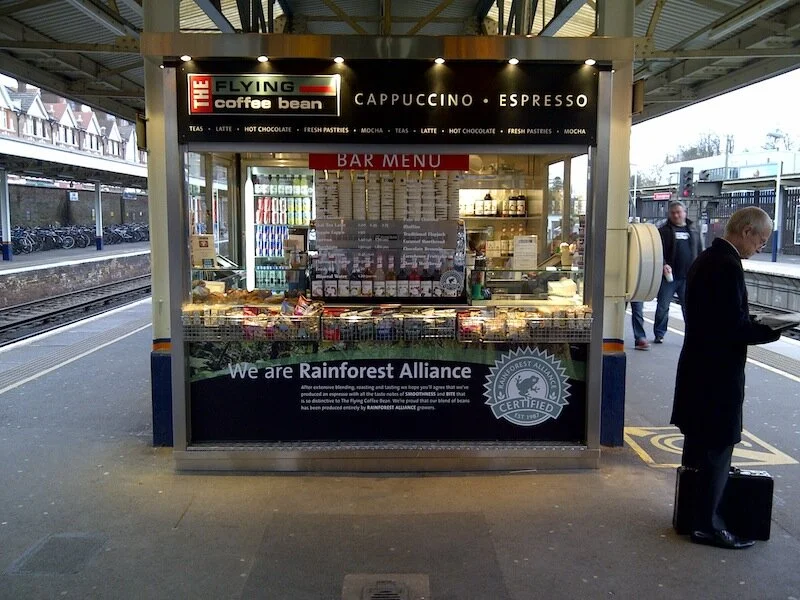 THE FLYING
coffee bean
CAPPUCCINO • ESPRESSO
TEAS • LATTE • HOT CHOCOLATE • FRESH PASTRIES • MOCHA • TEAS • LATTE • HOT CHOCOLATE • FRESH PASTRIES • MOCHA
BAR MENU
We are Rainforest Alliance
After extensive blending, roasting and tasting we hope you'll agree that we've
produced an espresso with all the taste notes of SMOOTHNESS and BITE that
is so distinctive to The Flying Coffee Bean. We're proud that our blend of beans
has been produced entirely by RAINFOREST ALLIANCE growers.
RAINFOREST ALLIANCE
CERTIFIED
EST. 1987